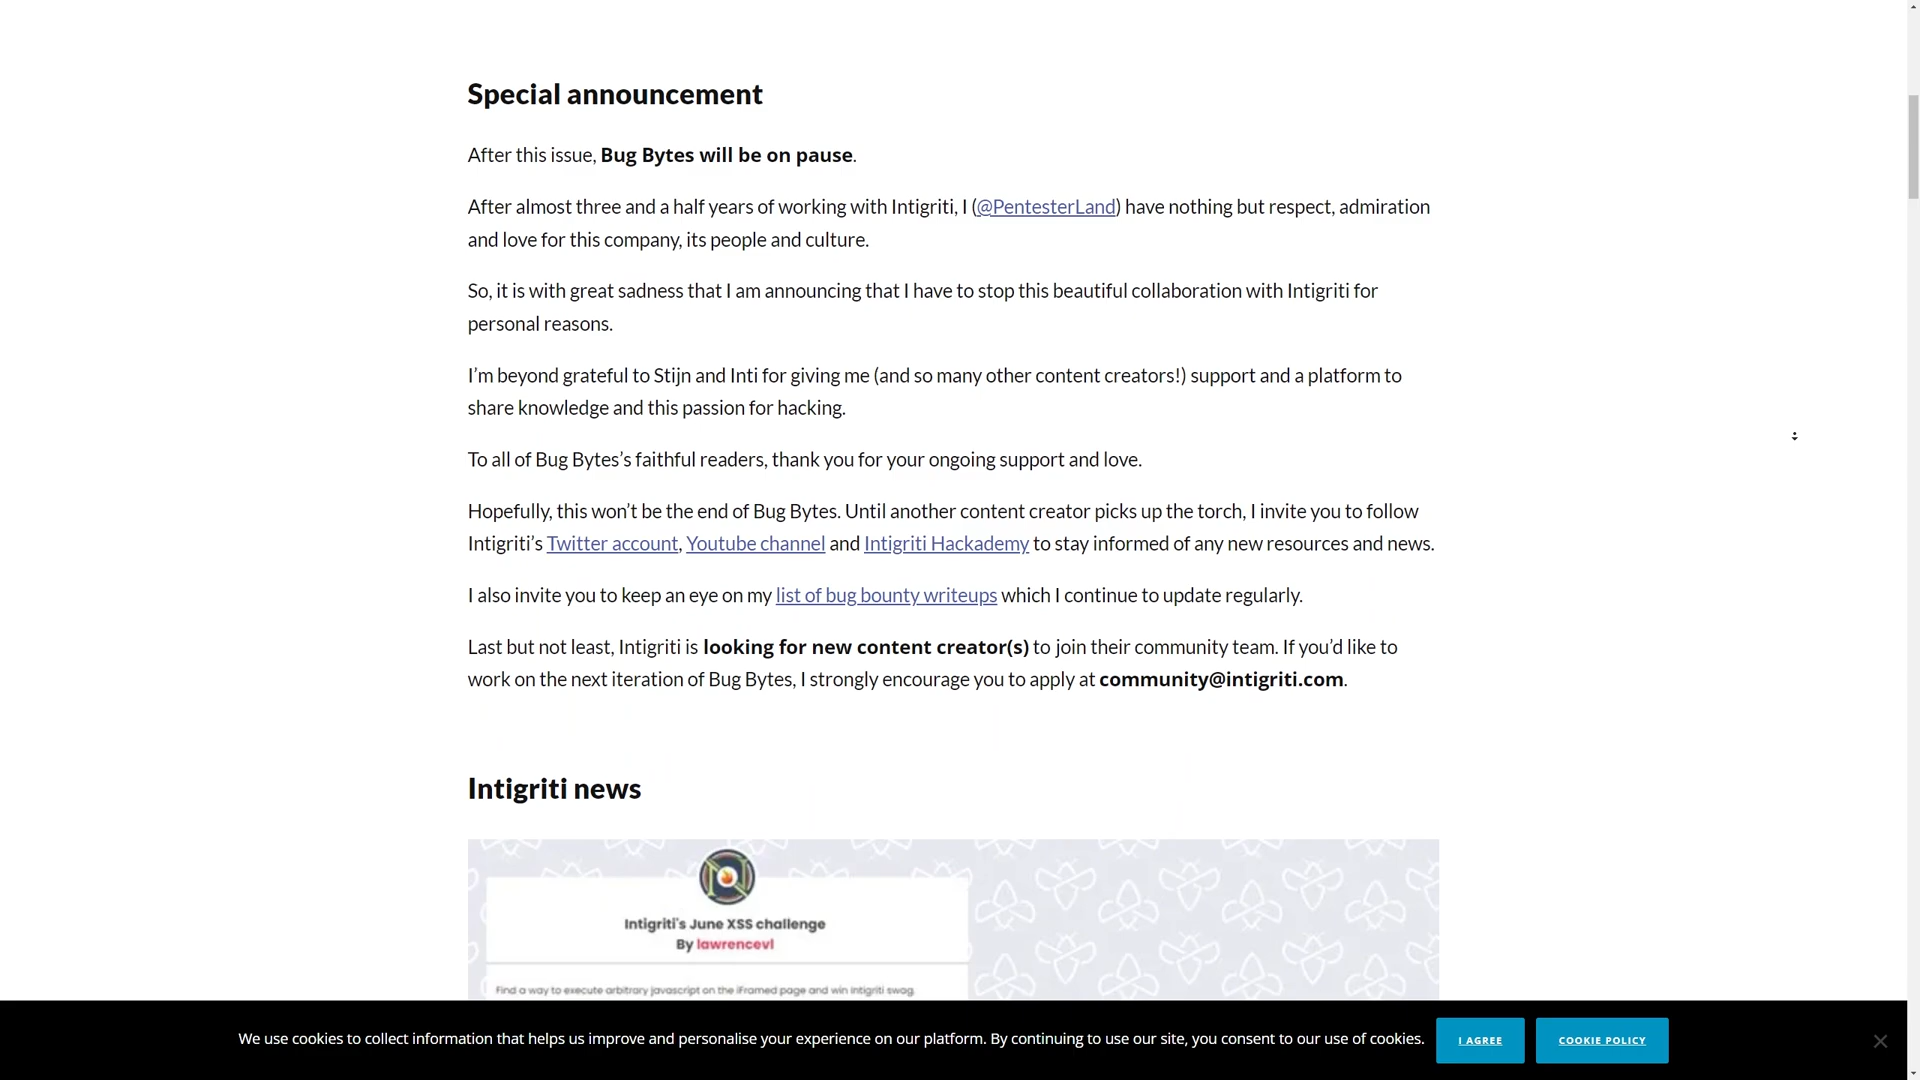 Special announcement
After this issue, Bug Bytes will be on pause.
After almost three and a half years of working with Intigriti, I (@PentesterLand) have nothing but respect, admiration
and love for this company, its people and culture.
So, it is with great sadness that I am announcing that I have to stop this beautiful collaboration with Intigriti for
personal reasons.
I’m beyond grateful to Stijn and Inti for giving me (and so many other content creators!) support and a platform to
share knowledge and this passion for hacking.
To all of Bug Bytes’s faithful readers, thank you for your ongoing support and love.
Hopefully, this won’t be the end of Bug Bytes. Until another content creator picks up the torch, I invite you to follow
Intigriti’s Twitter account, Youtube channel and Intigriti Hackademy to stay informed of any new resources and news.
I also invite you to keep an eye on my list of bug bounty writeups which I continue to update regularly.
Last but not least, Intigriti is looking for new content creator(s) to join their community team. If you’d like to
work on the next iteration of Bug Bytes, I strongly encourage you to apply at community@intigriti.com.
Intigriti news
Intigriti's June XSS challenge
By lawrencevl
Find a way to execute arbitrary javascript on the iFramed page and win Intigriti swag.
We use cookies to collect information that helps us improve and personalise your experience on our platform. By continuing to use our site, you consent to our use of cookies.
I AGREE
COOKIE POLICY